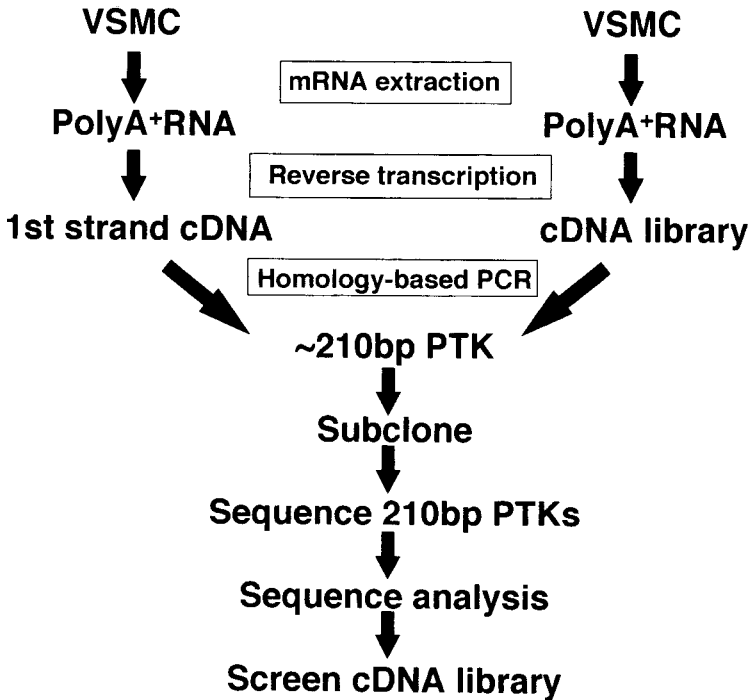 VSMC
VSMC
mRNA extraction
PolyA+RNA
PolyA+RNA
Reverse transcription
1st strand cDNA
cDNA library
Homology-based PCR
~210bp PTK
Subclone
Sequence 210bp PTKs
Sequence analysis
Screen cDNA library